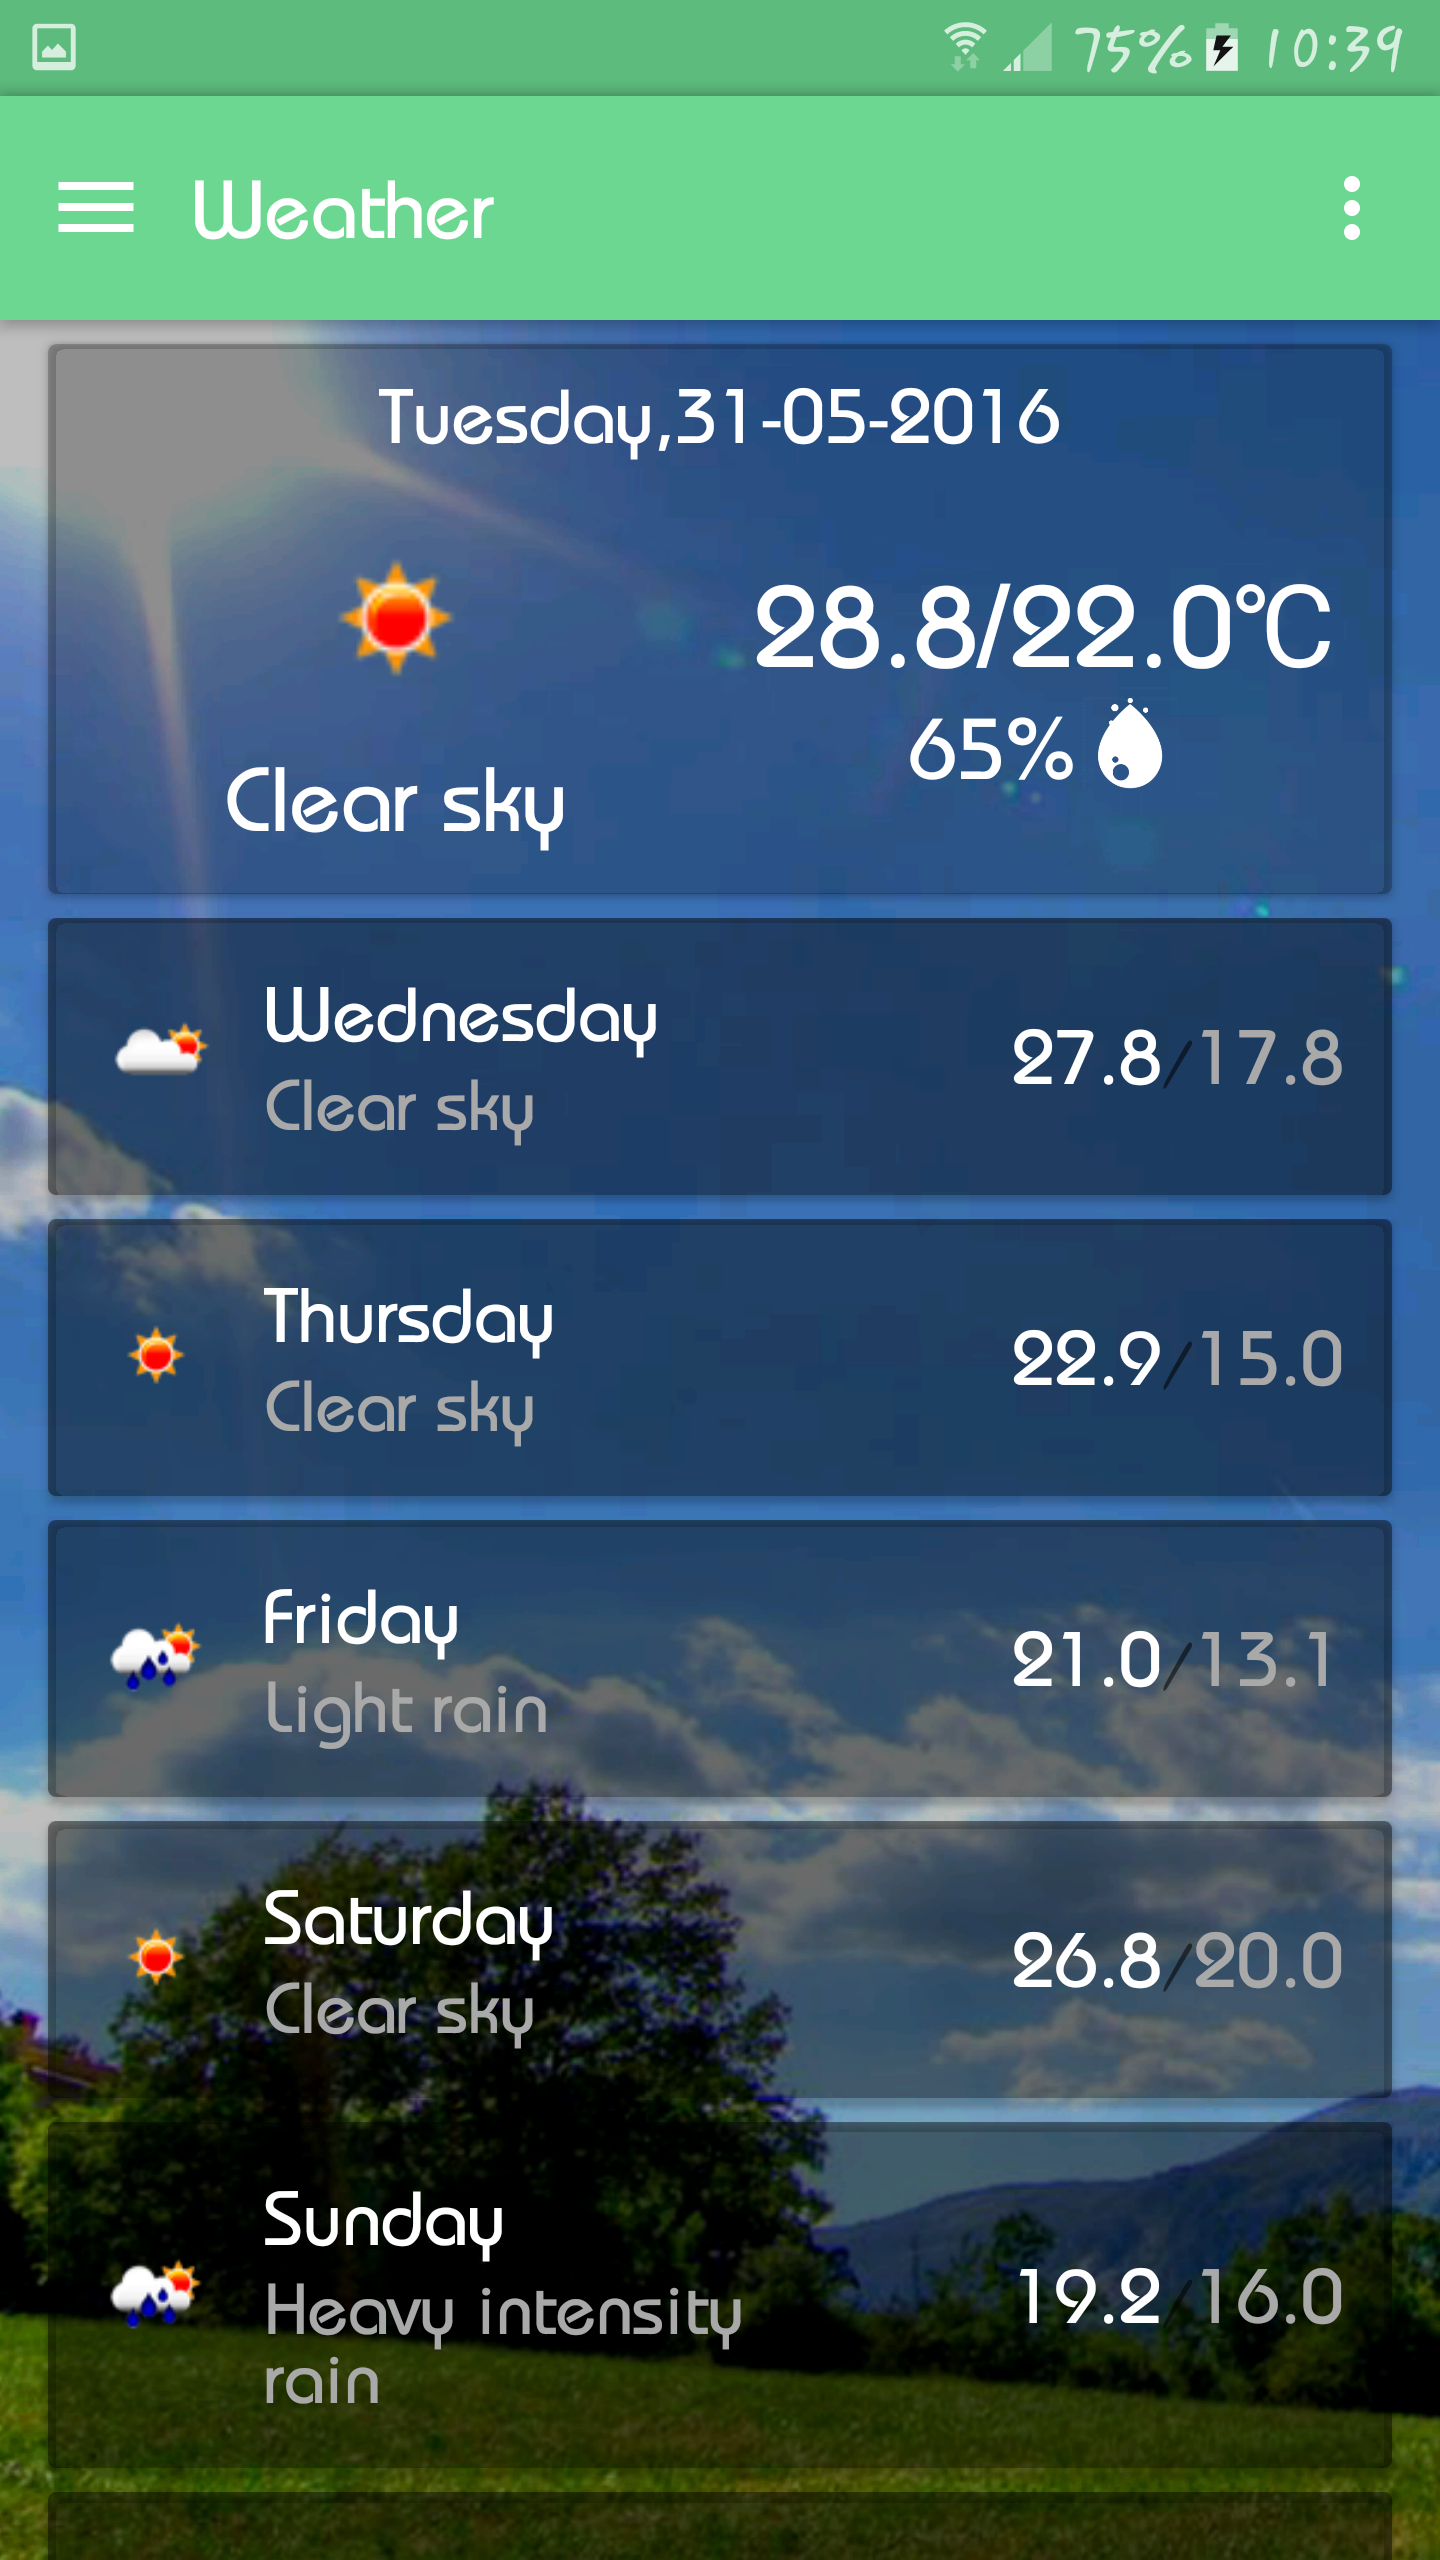 75% 10:39
Weather
Tuesday,31-05-2016
28.8/22.0°C
65%
Clear sky
Wednesday
Clear sky
27.8/17.8
Thursday
Clear sky
22.9/15.0
Friday
Light rain
21.0/13.1
Saturday
Clear sky
26.8/20.0
Sunday
Heavy intensity
rain
19.2/16.0